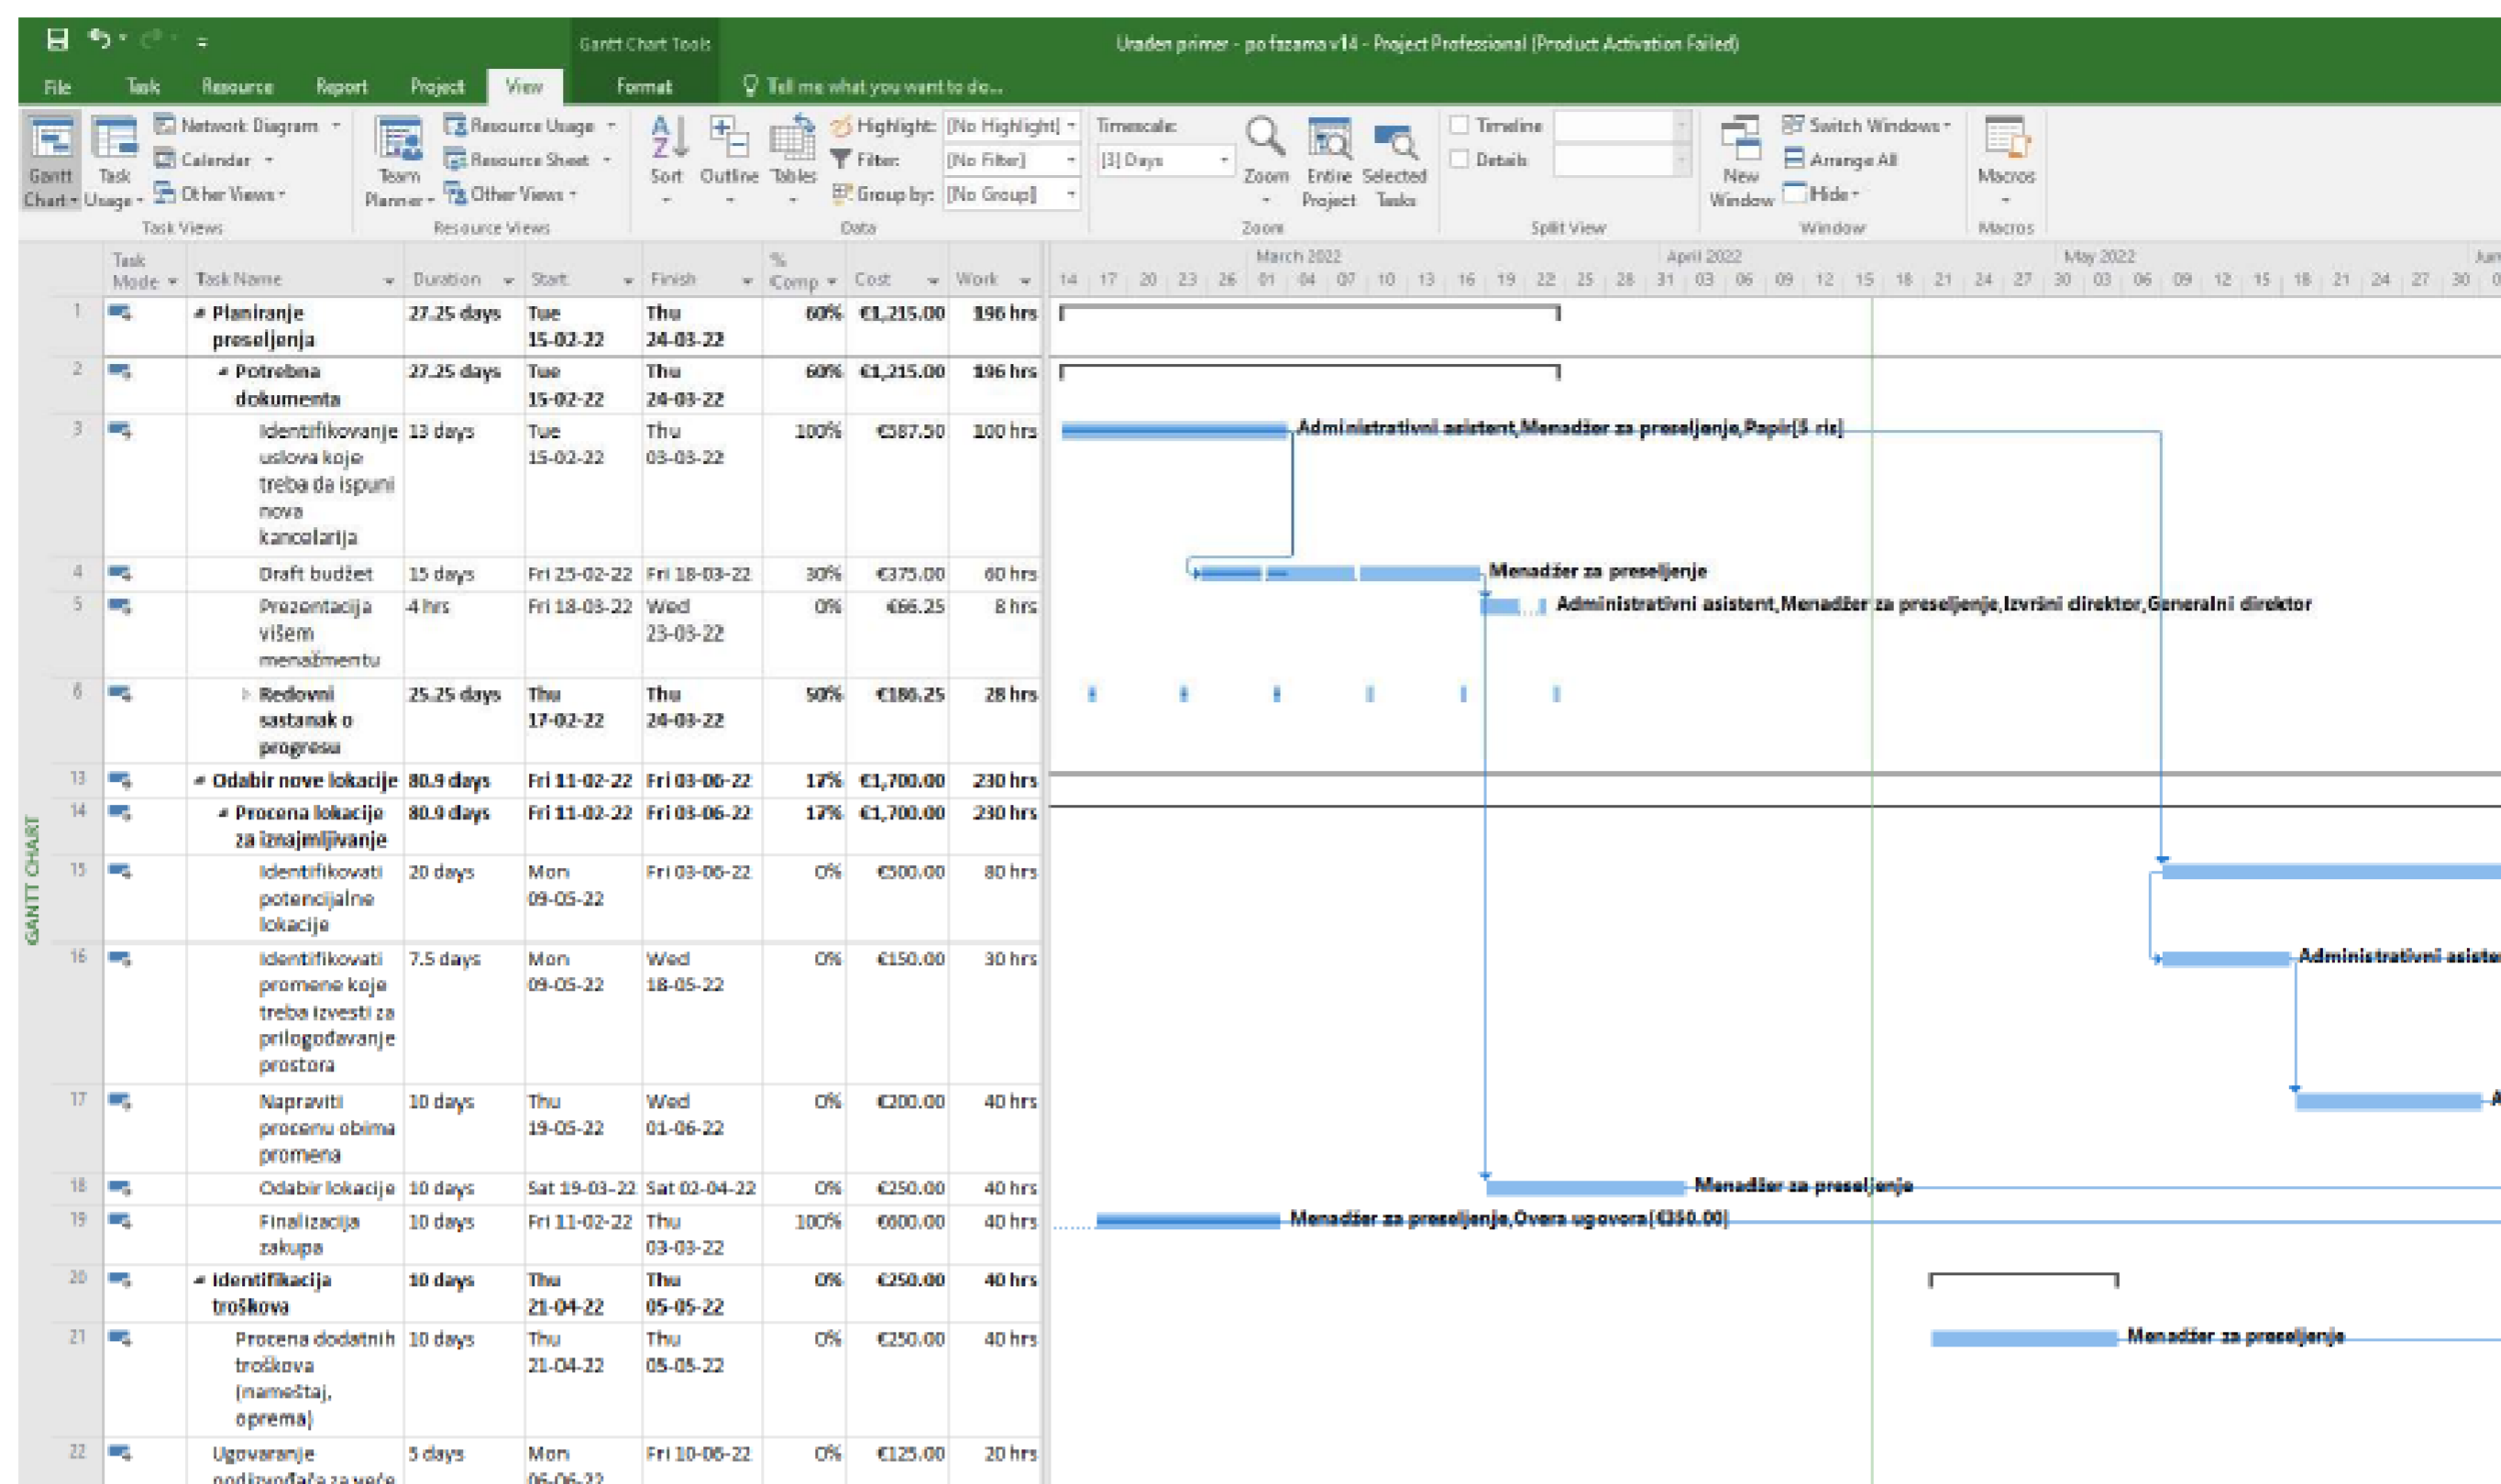 Gantt Chart Tools
Urađen primer - po fazama v14 - Project Professional (Product Activation Failed)
File Task Resource Report Project View Format Tell me what you want to do...
Gantt Chart
Task Usage
Network Diagram
Calendar
Other Views
Task Views
Team Planner
Resource Usage
Resource Sheet
Other Views
Resource Views
Sort
Outline
Tables
Highlight: [No Highlight]
Filter: [No Filter]
Group by: [No Group]
Data
Timescale:
[3] Days
Zoom
Entire Project
Selected Tasks
Zoom
Timeline
Details
Split View
New Window
Switch Windows
Arrange All
Hide
Window
Macros
Macros
Task Mode Task Name Duration Start Finish % Comp Cost Work
March 2022 April 2022 May 2022
14 17 20 23 26 01 04 07 10 13 16 19 22 25 28 31 03 06 09 12 15 18 21 24 27 30 03 06 09 12 15 18 21 24 27 30
GANTT CHART
1 Planiranje 27.25 days Tue Thu 60% €1,215.00 196 hrs
preseljenja 15-02-22 24-03-22
2 Potrebna 27.25 days Tue Thu 60% €1,215.00 196 hrs
dokumenta 15-02-22 24-03-22
3 Identifikovanje 13 days Tue Thu 100% €587.50 100 hrs Administrativni asistent,Menadžer za preseljenje,Papir[5 ris]
uslova koje 15-02-22 03-03-22
treba da ispuni
nova
kancelarija
4 Draft budžet 15 days Fri 25-02-22 Fri 18-03-22 30% €375.00 60 hrs Menadžer za preseljenje
5 Prezentacija 4 hrs Fri 18-03-22 Wed 0% €66.25 8 hrs Administrativni asistent,Menadžer za preseljenje,Izvršni direktor,Generalni direktor
višem 23-03-22
menažmentu
6 Redovni 25.25 days Thu Thu 50% €186.25 28 hrs
sastanak o 17-02-22 24-03-22
progresu
13 Odabir nove lokacije 80.9 days Fri 11-02-22 Fri 03-06-22 17% €1,700.00 230 hrs
14 Procena lokacije 80.9 days Fri 11-02-22 Fri 03-06-22 17% €1,700.00 230 hrs
za iznajmljivanje
15 Identifikovati 20 days Mon Fri 03-06-22 0% €500.00 80 hrs
potencijalne 09-05-22
lokacije
16 Identifikovati 7.5 days Mon Wed 0% €150.00 30 hrs Administrativni
promene koje 09-05-22 18-05-22
treba izvesti za
prilogođavanje
prostora
17 Napraviti 10 days Thu Wed 0% €200.00 40 hrs
procenu obima 19-05-22 01-06-22
promena
18 Odabir lokacije 10 days Sat 19-03-22 Sat 02-04-22 0% €250.00 40 hrs Menadžer za preseljenje
19 Finalizacija 10 days Fri 11-02-22 Thu 100% €600.00 40 hrs Menadžer za preseljenje,Overa ugovora[€350.00]
zakupa 03-03-22
20 Identifikacija 10 days Thu Thu 0% €250.00 40 hrs
troškova 21-04-22 05-05-22
21 Procena dodatnih 10 days Thu Thu 0% €250.00 40 hrs Menadžer za preseljenje
troškova 21-04-22 05-05-22
(nameštaj,
oprema)
22 Ugovaranje 5 days Mon Fri 10-06-22 0% €125.00 20 hrs
podizvođača za veće 06-06-22